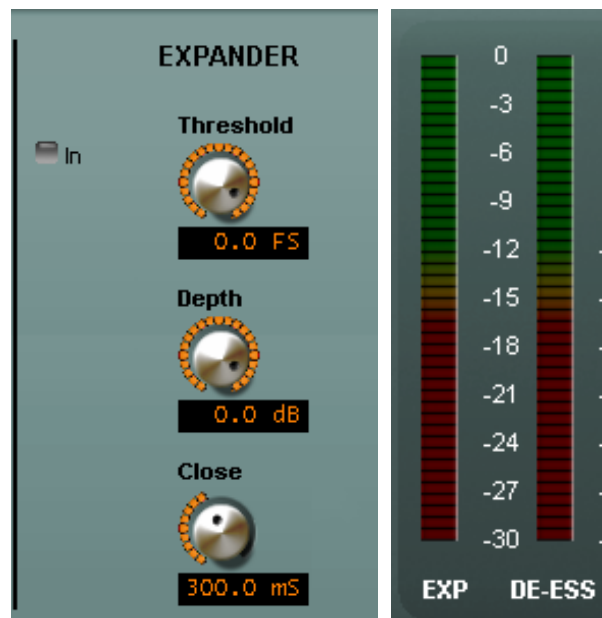 EXPANDER
Threshold
In
0.0 FS
Depth
0.0 dB
Close
300.0 mS
0
-3
-6
-9
-12
-15
-18
-21
-24
-27
-30
EXP DE-ESS